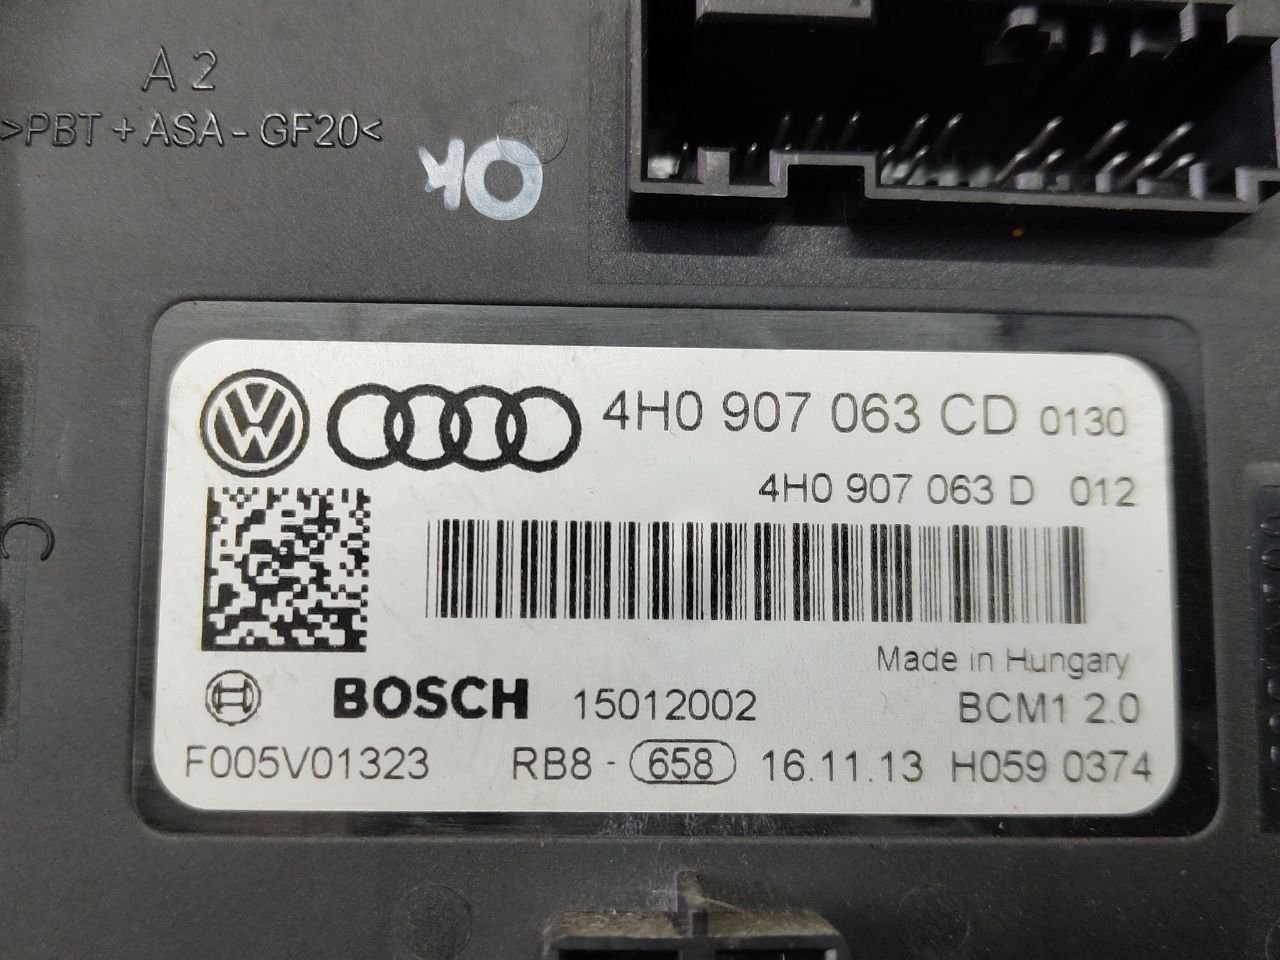 A 2
>PBT + ASA - GF20<
OK
4H0 907 063 CD 0130
4H0 907 063 D 012
Made in Hungary
BOSCH 15012002 BCM1 2.0
F005V01323 RB8 - 658 16.11.13 H059 0374
C